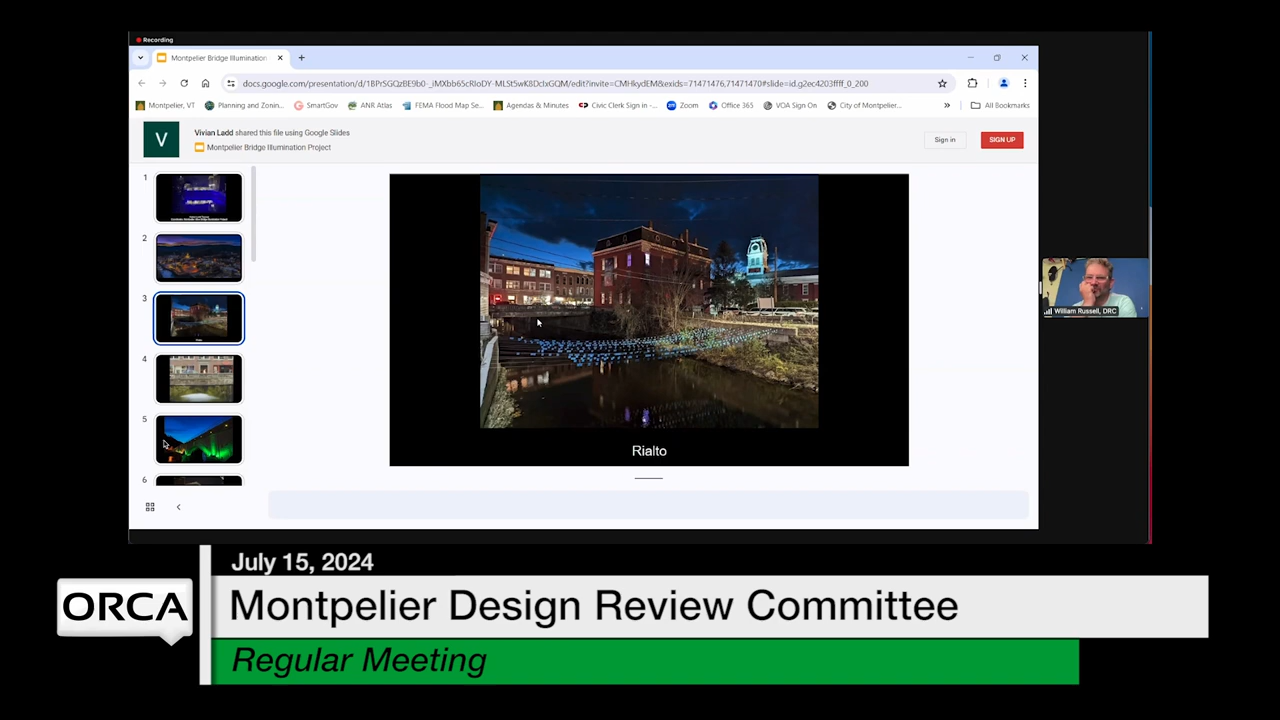 Recording
Montpelier Bridge Illumination
docs.google.com/presentation/d/1BPrSGQzBE9b0-_iMXbb65cRIoDY-MLSt5wK8DcIxGQM/edit?invite=CMHkydEM&exids=71471476,71471470#slide=id.g2ec4203ffff_0_200
Montpelier, VT
Planning and Zonin...
SmartGov
ANR Atlas
FEMA Flood Map Se...
Agendas & Minutes
Civic Clerk Sign in -...
Zoom
Office 365
VOA Sign On
City of Montpelier...
All Bookmarks
V
Vivian Ladd shared this file using Google Slides
Montpelier Bridge Illumination Project
Sign in
SIGN UP
1
2
3
4
5
6
Rialto
William Russell, DRC
July 15, 2024
ORCA
Montpelier Design Review Committee
Regular Meeting